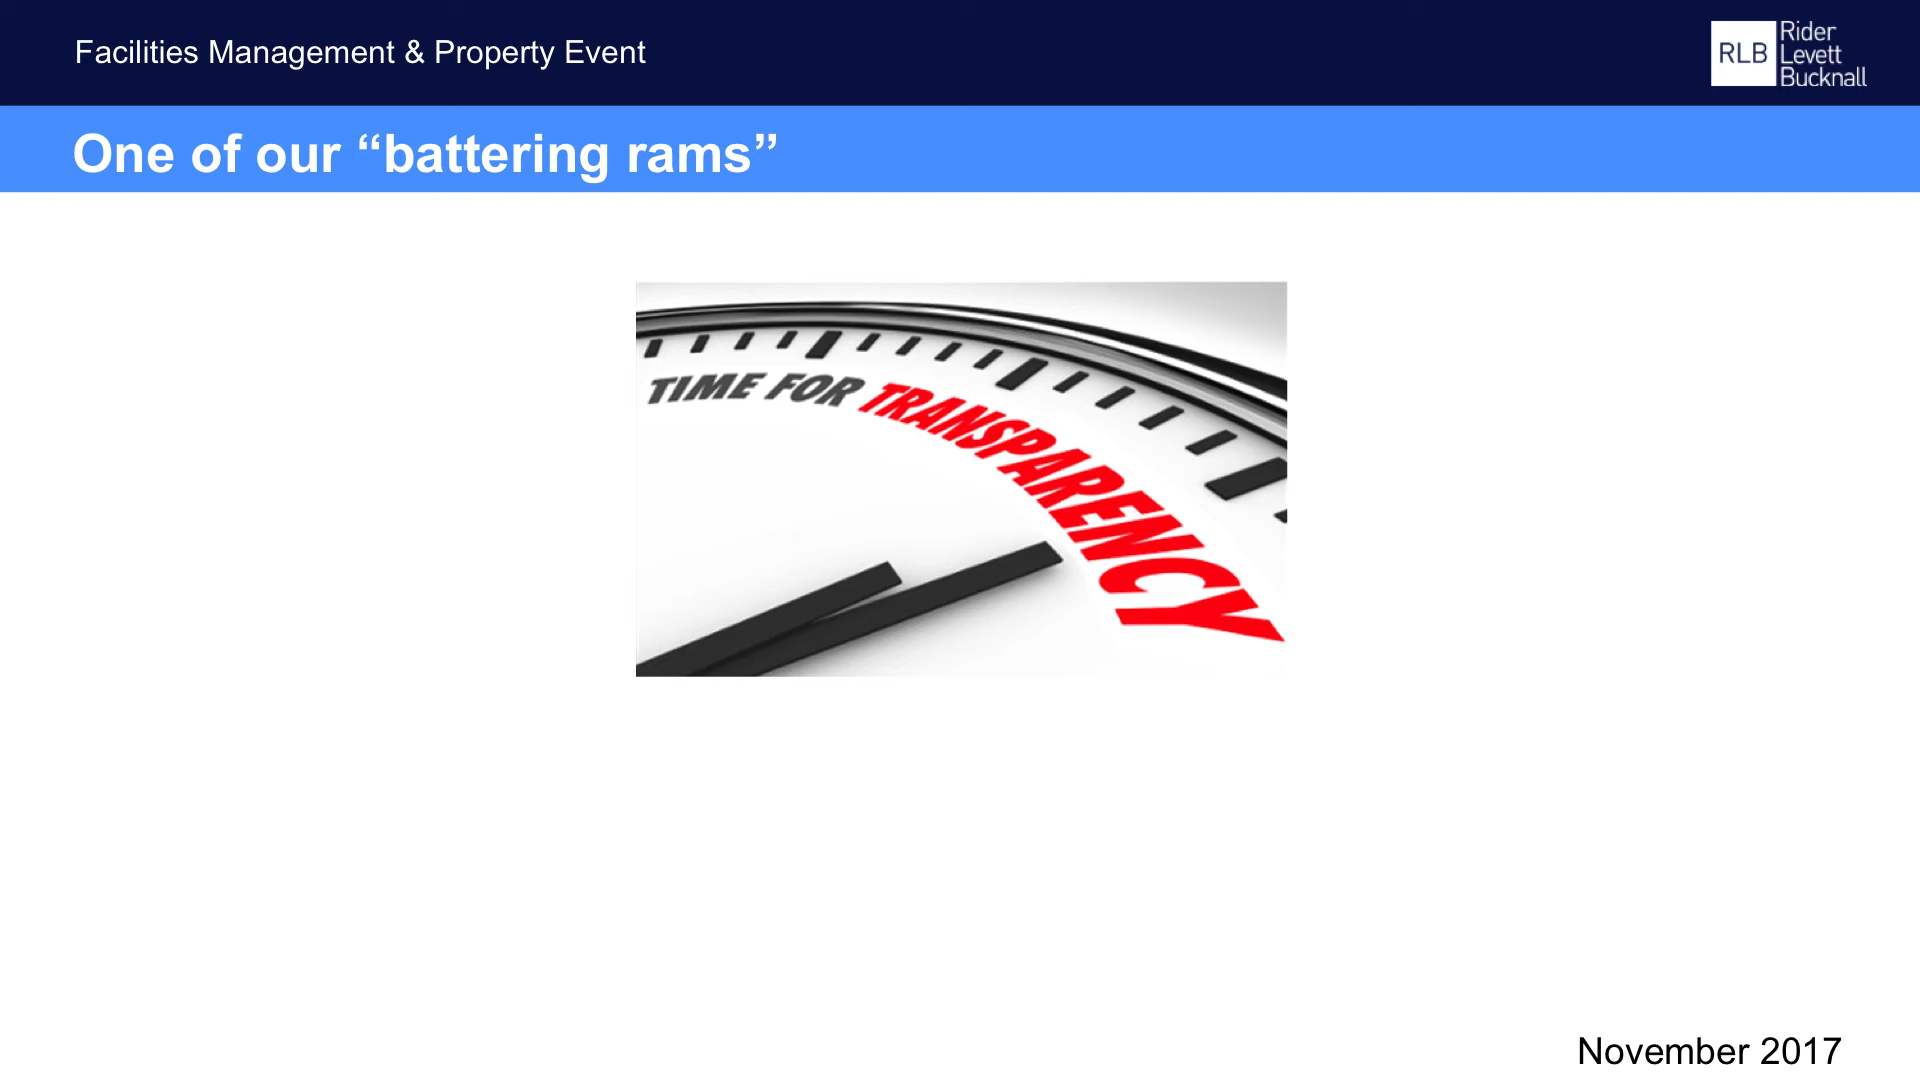 Facilities Management & Property Event
RLB
Rider
Levett
Bucknall
One of our “battering rams”
TIME FOR TRANSPARENCY
November 2017